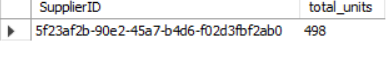 SupplierID total_units
5f23af2b-90e2-45a7-b4d6-f02d3fbf2ab0 498